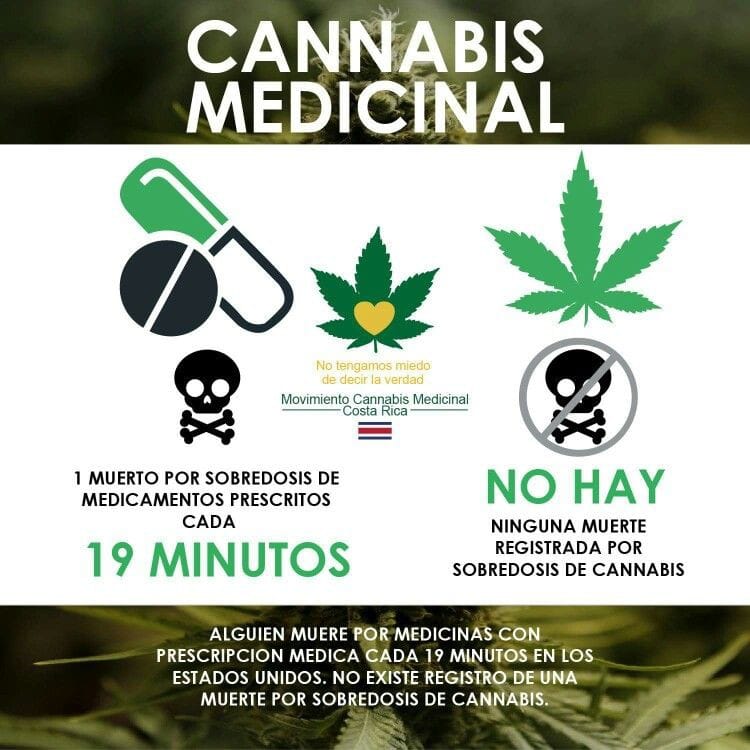 CANNABIS
MEDICINAL
No tengamos miedo
de decir la verdad
Movimiento Cannabis Medicinal
Costa Rica
1 MUERTO POR SOBREDOSIS DE
MEDICAMENTOS PRESCRITOS
CADA
19 MINUTOS
NO HAY
NINGUNA MUERTE
REGISTRADA POR
SOBREDOSIS DE CANNABIS
ALGUIEN MUERE POR MEDICINAS CON
PRESCRIPCION MEDICA CADA 19 MINUTOS EN LOS
ESTADOS UNIDOS. NO EXISTE REGISTRO DE UNA
MUERTE POR SOBREDOSIS DE CANNABIS.